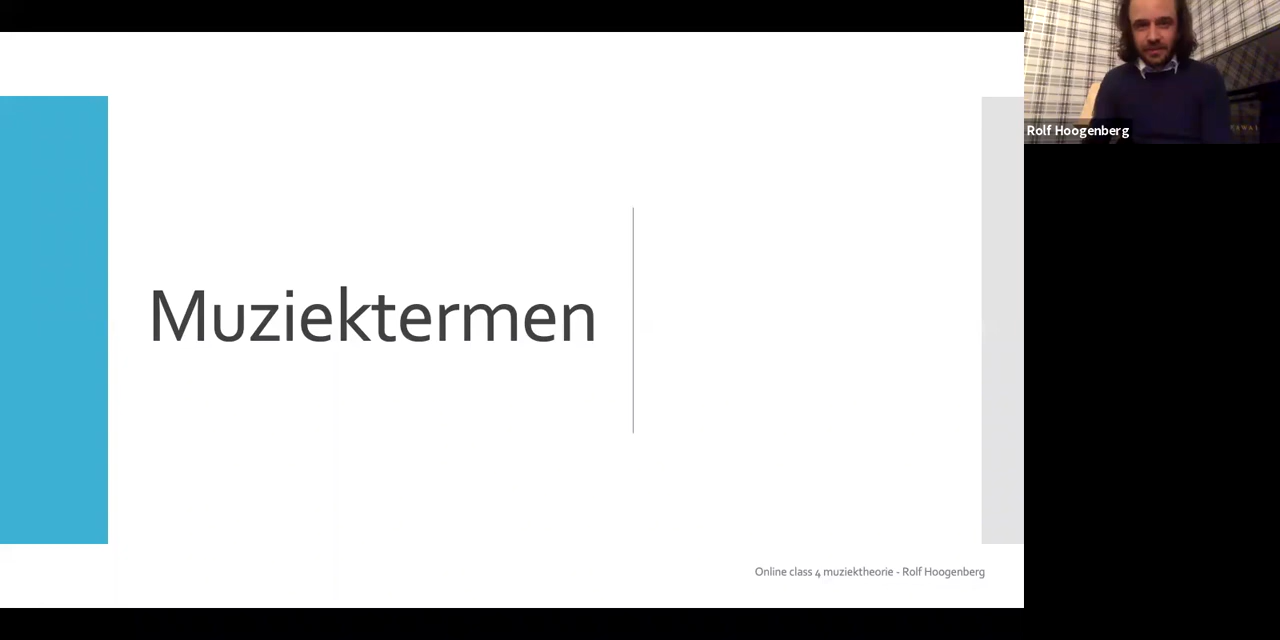 Rolf Hoogenberg
Muziektermen
Online class 4 muziektheorie - Rolf Hoogenberg